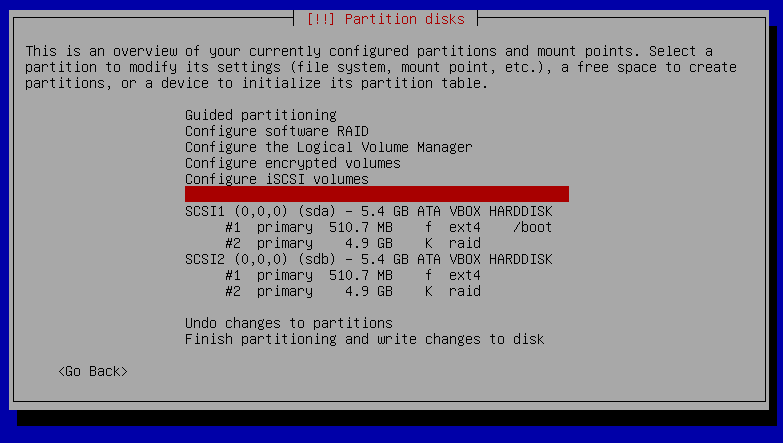 [!!] Partition disks
This is an overview of your currently configured partitions and mount points. Select a
partition to modify its settings (file system, mount point, etc.), a free space to create
partitions, or a device to initialize its partition table.
Guided partitioning
Configure software RAID
Configure the Logical Volume Manager
Configure encrypted volumes
Configure iSCSI volumes
SCSI1 (0,0,0) (sda) - 5.4 GB ATA VBOX HARDDISK
#1 primary 510.7 MB f ext4 /boot
#2 primary 4.9 GB K raid
SCSI2 (0,0,0) (sdb) - 5.4 GB ATA VBOX HARDDISK
#1 primary 510.7 MB f ext4
#2 primary 4.9 GB K raid
Undo changes to partitions
Finish partitioning and write changes to disk
<Go Back>